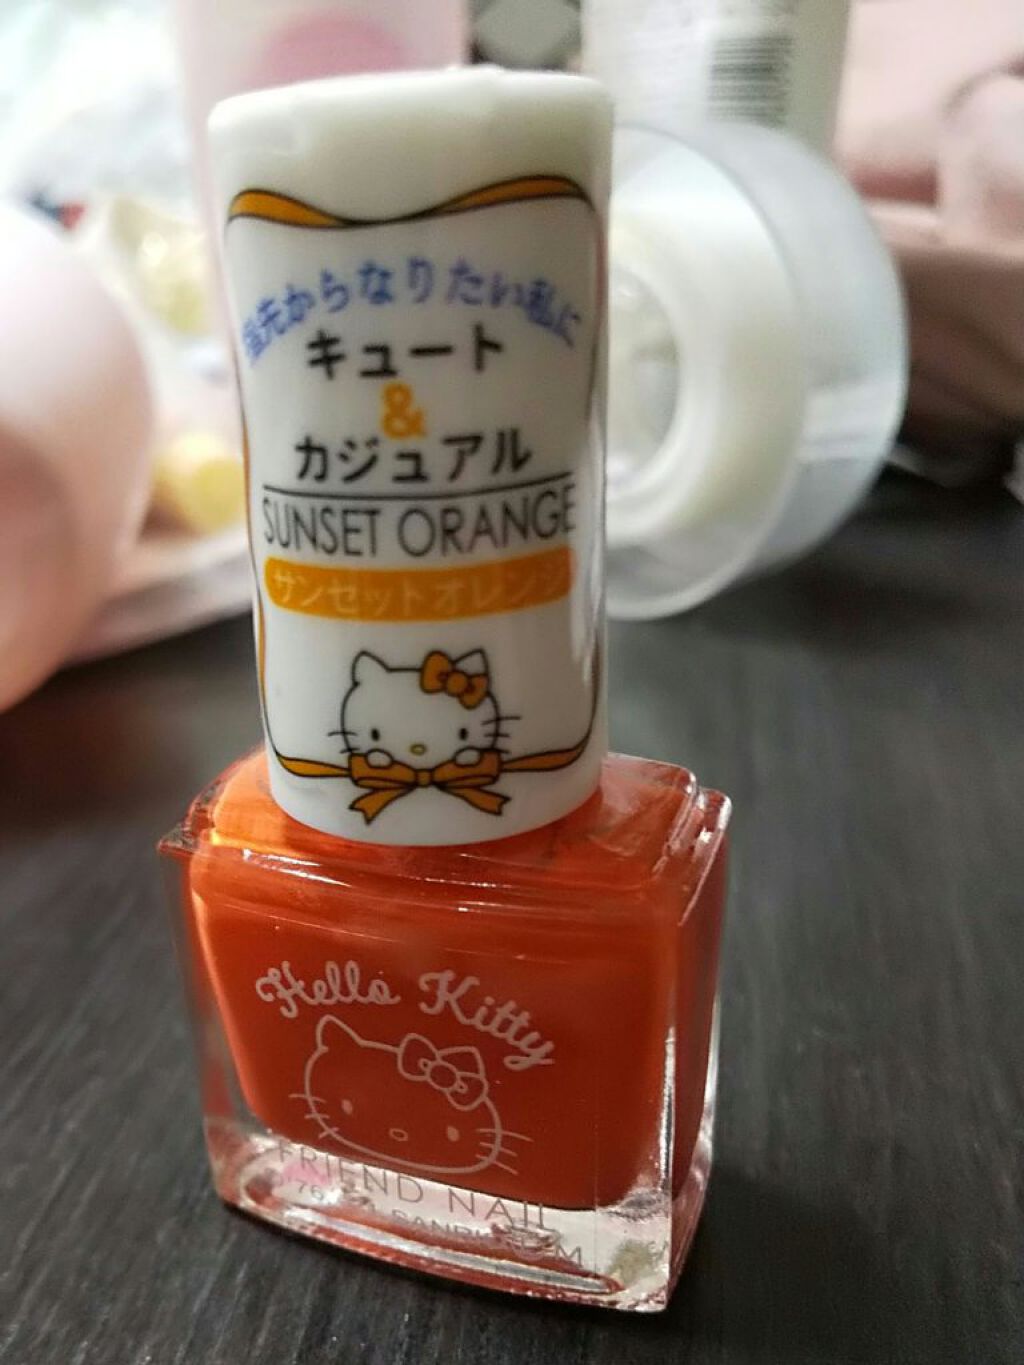 爪先からなりたい私に
キュート
&
カジュアル
SUNSET ORANGE
サンセットオレンジ
Hello Kitty
FRIEND NAIL